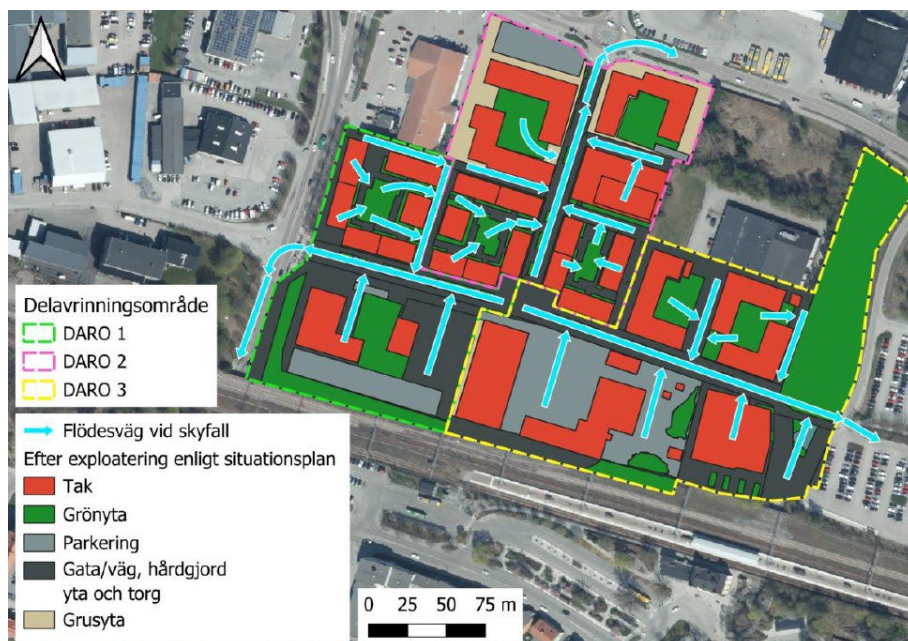 Delavrinningsområde
DARO 1
DARO 2
DARO 3
Flödesväg vid skyfall
Efter exploatering enligt situationsplan
Tak
Grönyta
Parkering
Gata/väg, hårdgjord
yta och torg
Grusyta
0 25 50 75 m